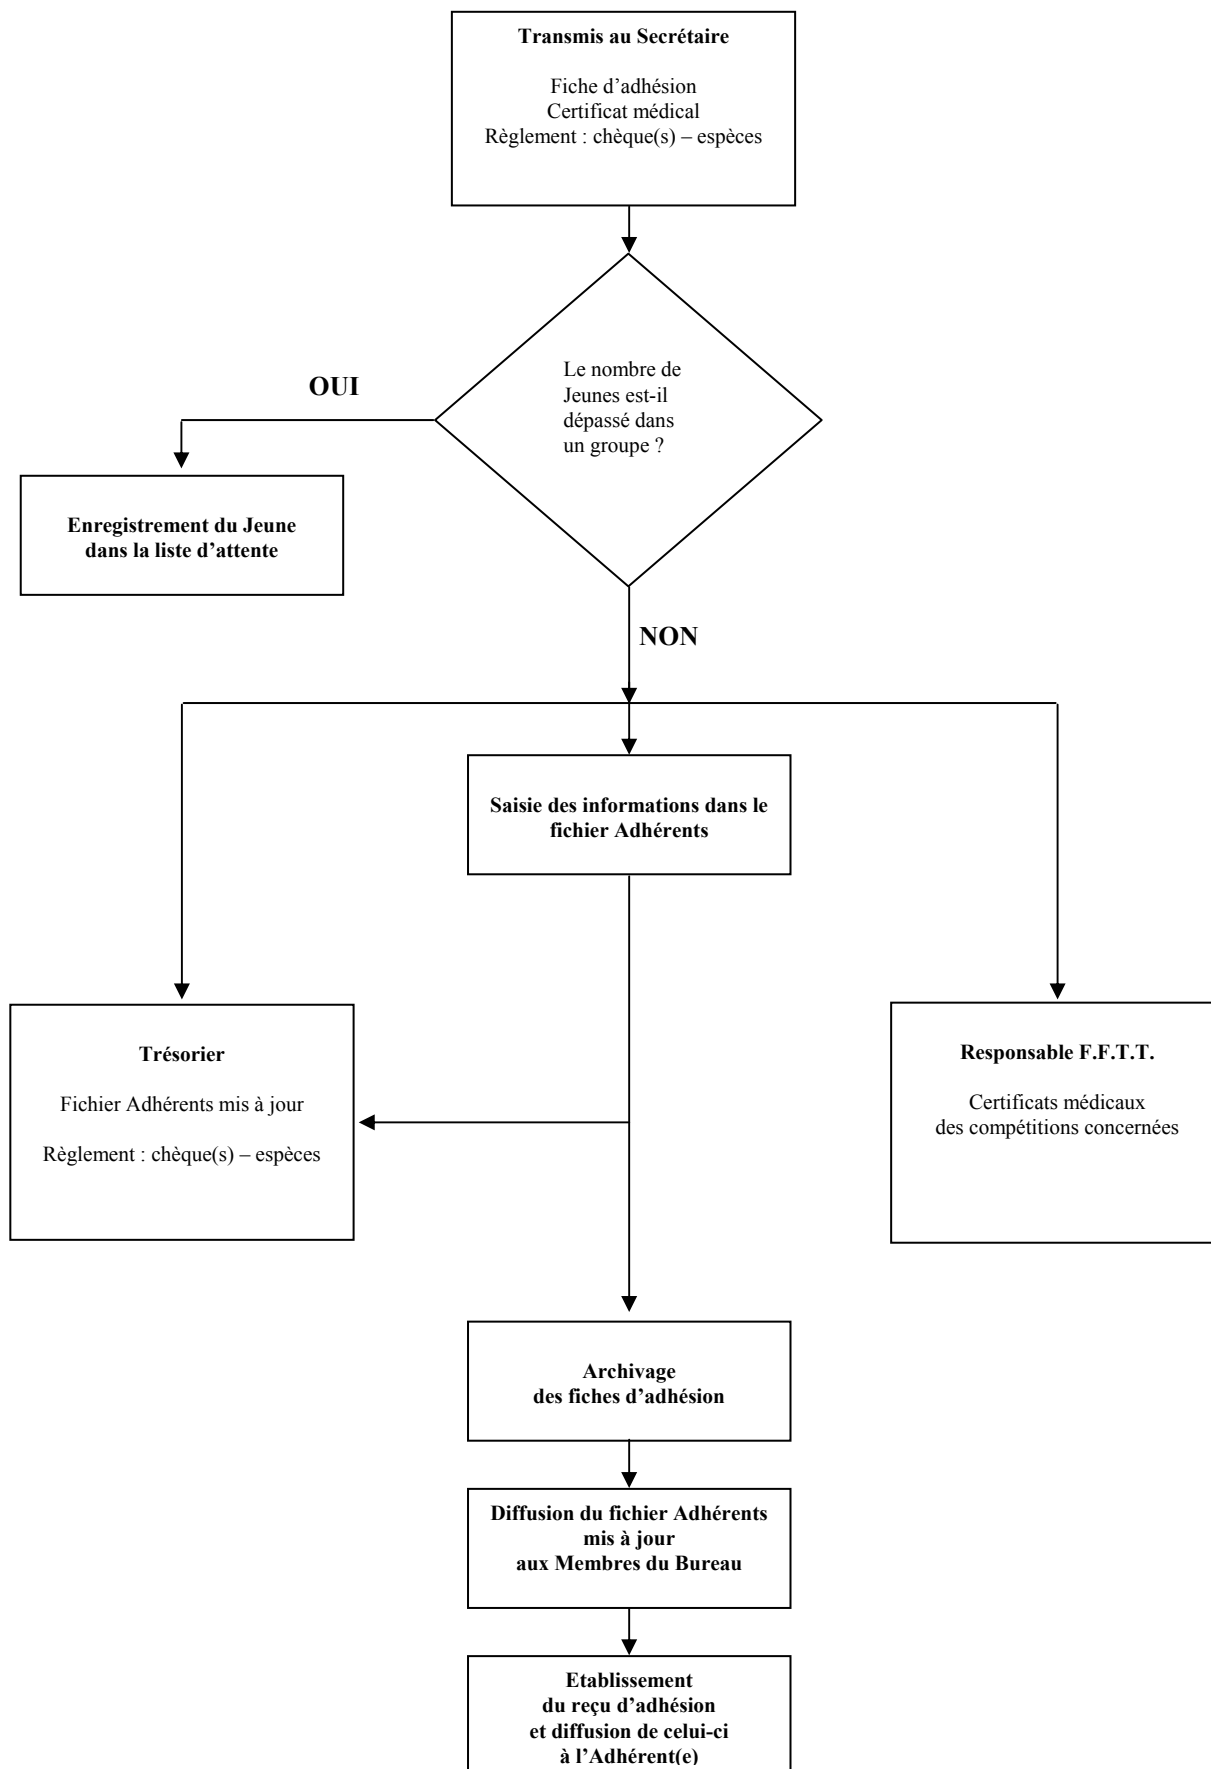 Transmis au Secrétaire
Fiche d’adhésion
Certificat médical
Règlement : chèque(s) – espèces
Le nombre de
Jeunes est-il
dépassé dans
un groupe ?
OUI
Enregistrement du Jeune
dans la liste d’attente
NON
Saisie des informations dans le
fichier Adhérents
Trésorier
Fichier Adhérents mis à jour
Règlement : chèque(s) – espèces
Responsable F.F.T.T.
Certificats médicaux
des compétitions concernées
Archivage
des fiches d’adhésion
Diffusion du fichier Adhérents
mis à jour
aux Membres du Bureau
Etablissement
du reçu d’adhésion
et diffusion de celui-ci
à l’Adhérent(e)